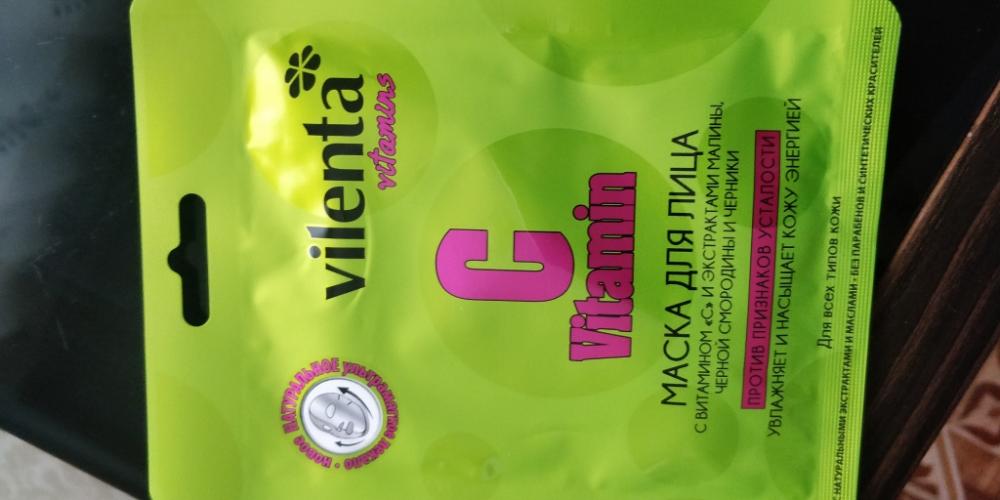 vilenta
vitamins
НОВОЕ НАТУРАЛЬНОЕ ультрамягкое
C
Vitamin
МАСКА ДЛЯ ЛИЦА
С ВИТАМИНОМ «С» И ЭКСТРАКТАМИ МАЛИНЫ,
ЧЕРНОЙ СМОРОДИНЫ И ЧЕРНИКИ
ПРОТИВ ПРИЗНАКОВ УСТАЛОСТИ
УВЛАЖНЯЕТ И НАСЫЩАЕТ КОЖУ ЭНЕРГИЕЙ
Для всех типов кожи
С НАТУРАЛЬНЫМИ ЭКСТРАКТАМИ И МАСЛАМИ · БЕЗ ПАРАБЕНОВ И СИНТЕТИЧЕСКИХ КРАСИТЕЛЕЙ